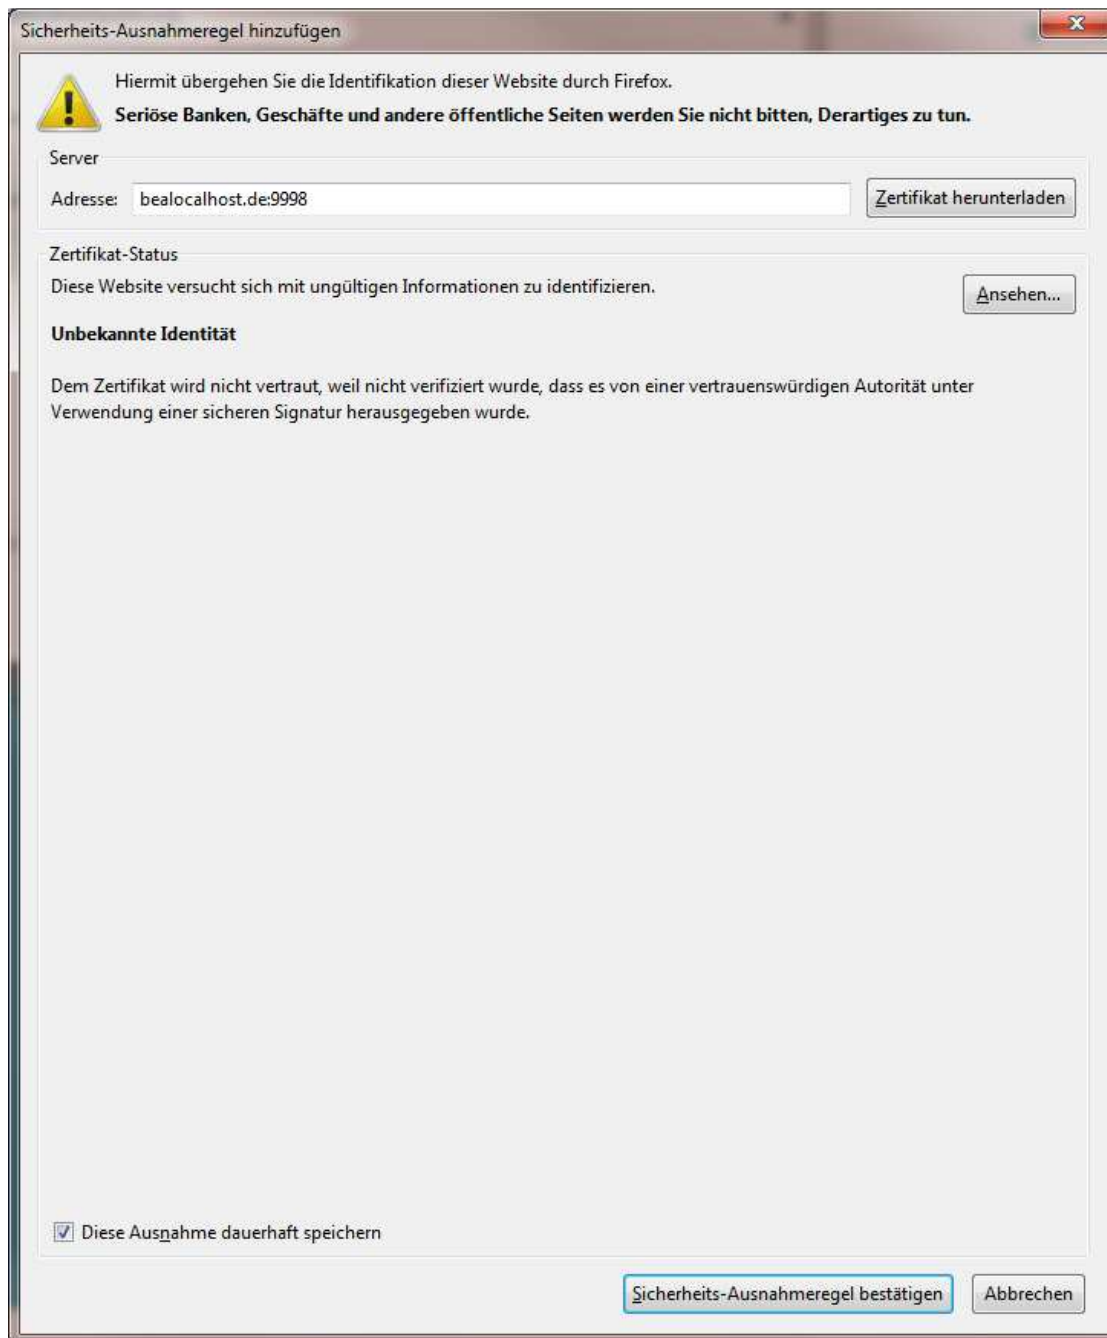 Sicherheits-Ausnahmeregel hinzufügen
Hiermit übergehen Sie die Identifikation dieser Website durch Firefox.
Seriöse Banken, Geschäfte und andere öffentliche Seiten werden Sie nicht bitten, Derartiges zu tun.
Server
Adresse: bealocalhost.de:9998 Zertifikat herunterladen
Zertifikat-Status
Diese Website versucht sich mit ungültigen Informationen zu identifizieren.
Ansehen...
Unbekannte Identität
Dem Zertifikat wird nicht vertraut, weil nicht verifiziert wurde, dass es von einer vertrauenswürdigen Autorität unter
Verwendung einer sicheren Signatur herausgegeben wurde.
Diese Ausnahme dauerhaft speichern
Sicherheits-Ausnahmeregel bestätigen Abbrechen